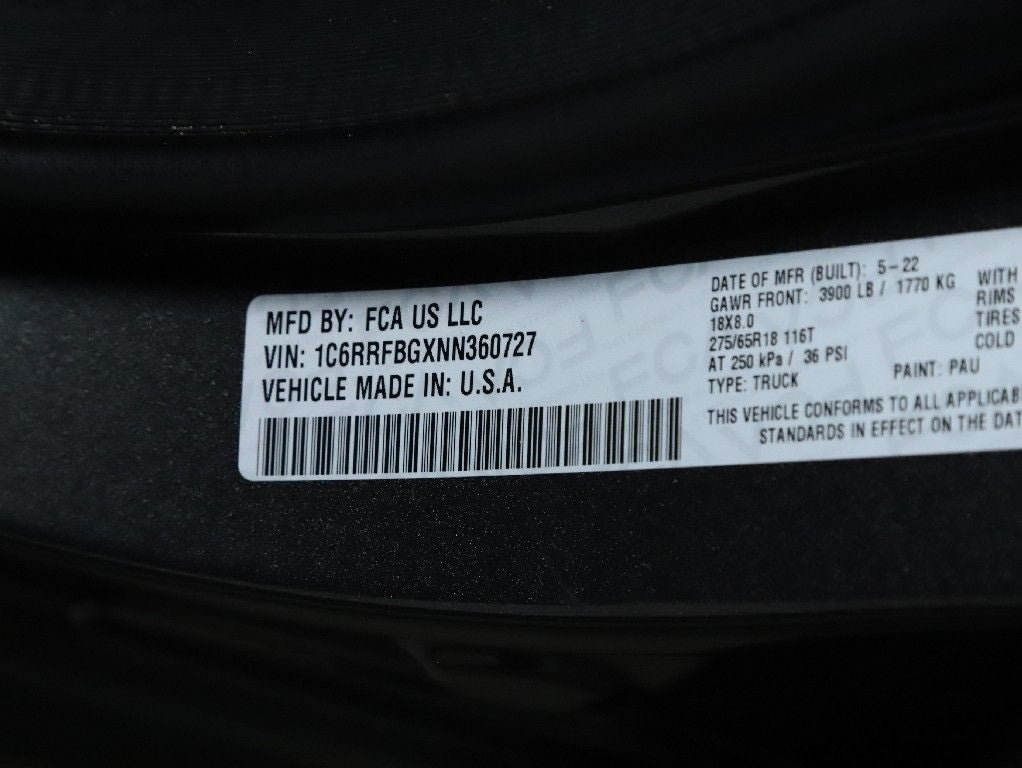 MFD BY: FCA US LLC
VIN: 1C6RRFBGXNN360727
VEHICLE MADE IN: U.S.A.
DATE OF MFR (BUILT): 5-22
GAWR FRONT: 3900 LB / 1770 KG WITH
18X8.0 RIMS
275/65R18 116T TIRES
AT 250 kPa / 36 PSI COLD
TYPE: TRUCK PAINT: PAU
THIS VEHICLE CONFORMS TO ALL
STANDARDS IN EFFECT ON THE